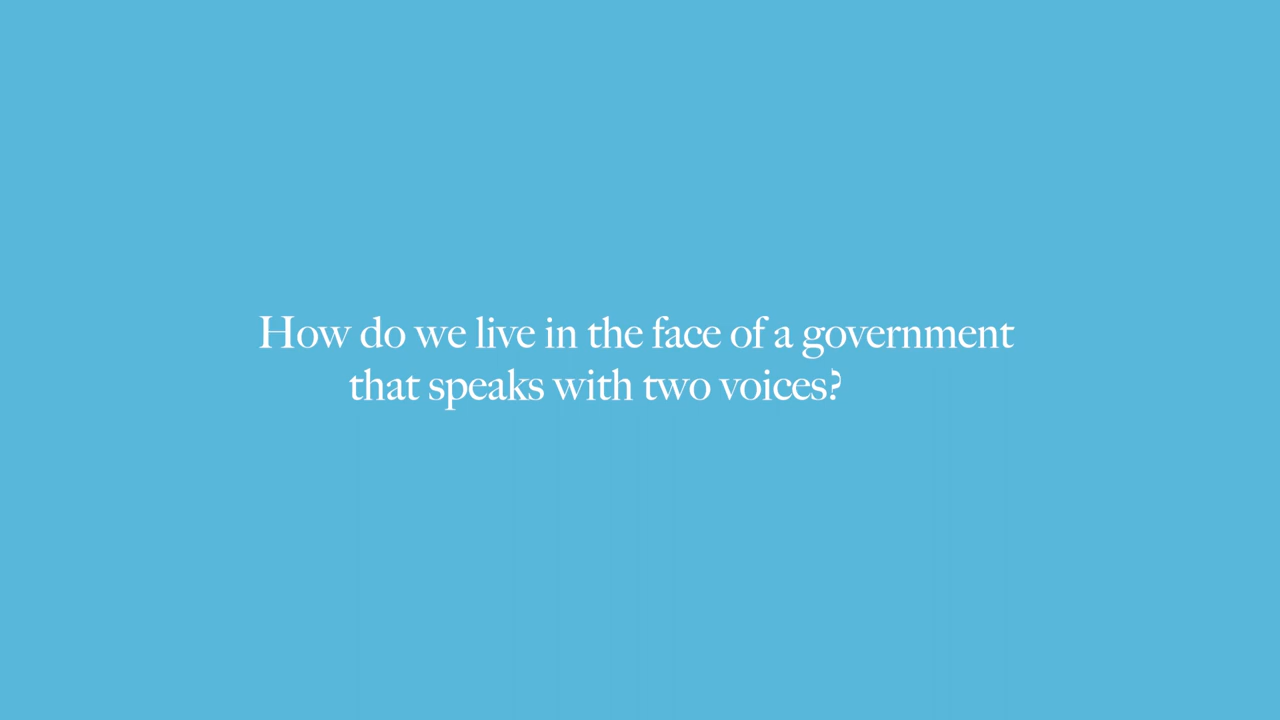 How do we live in the face of a government
that speaks with two voices?